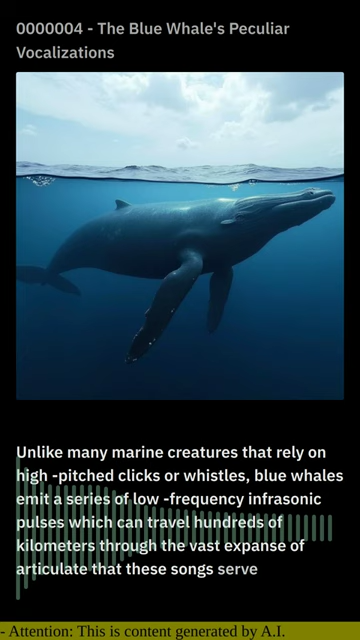 0000004 - The Blue Whale's Peculiar
Vocalizations
Unlike many marine creatures that rely on
high -pitched clicks or whistles, blue whales
emit a series of low -frequency infrasonic
pulses which can travel hundreds of
kilometers through the vast expanse of
articulate that these songs serve
- Attention: This is content generated by A.I.